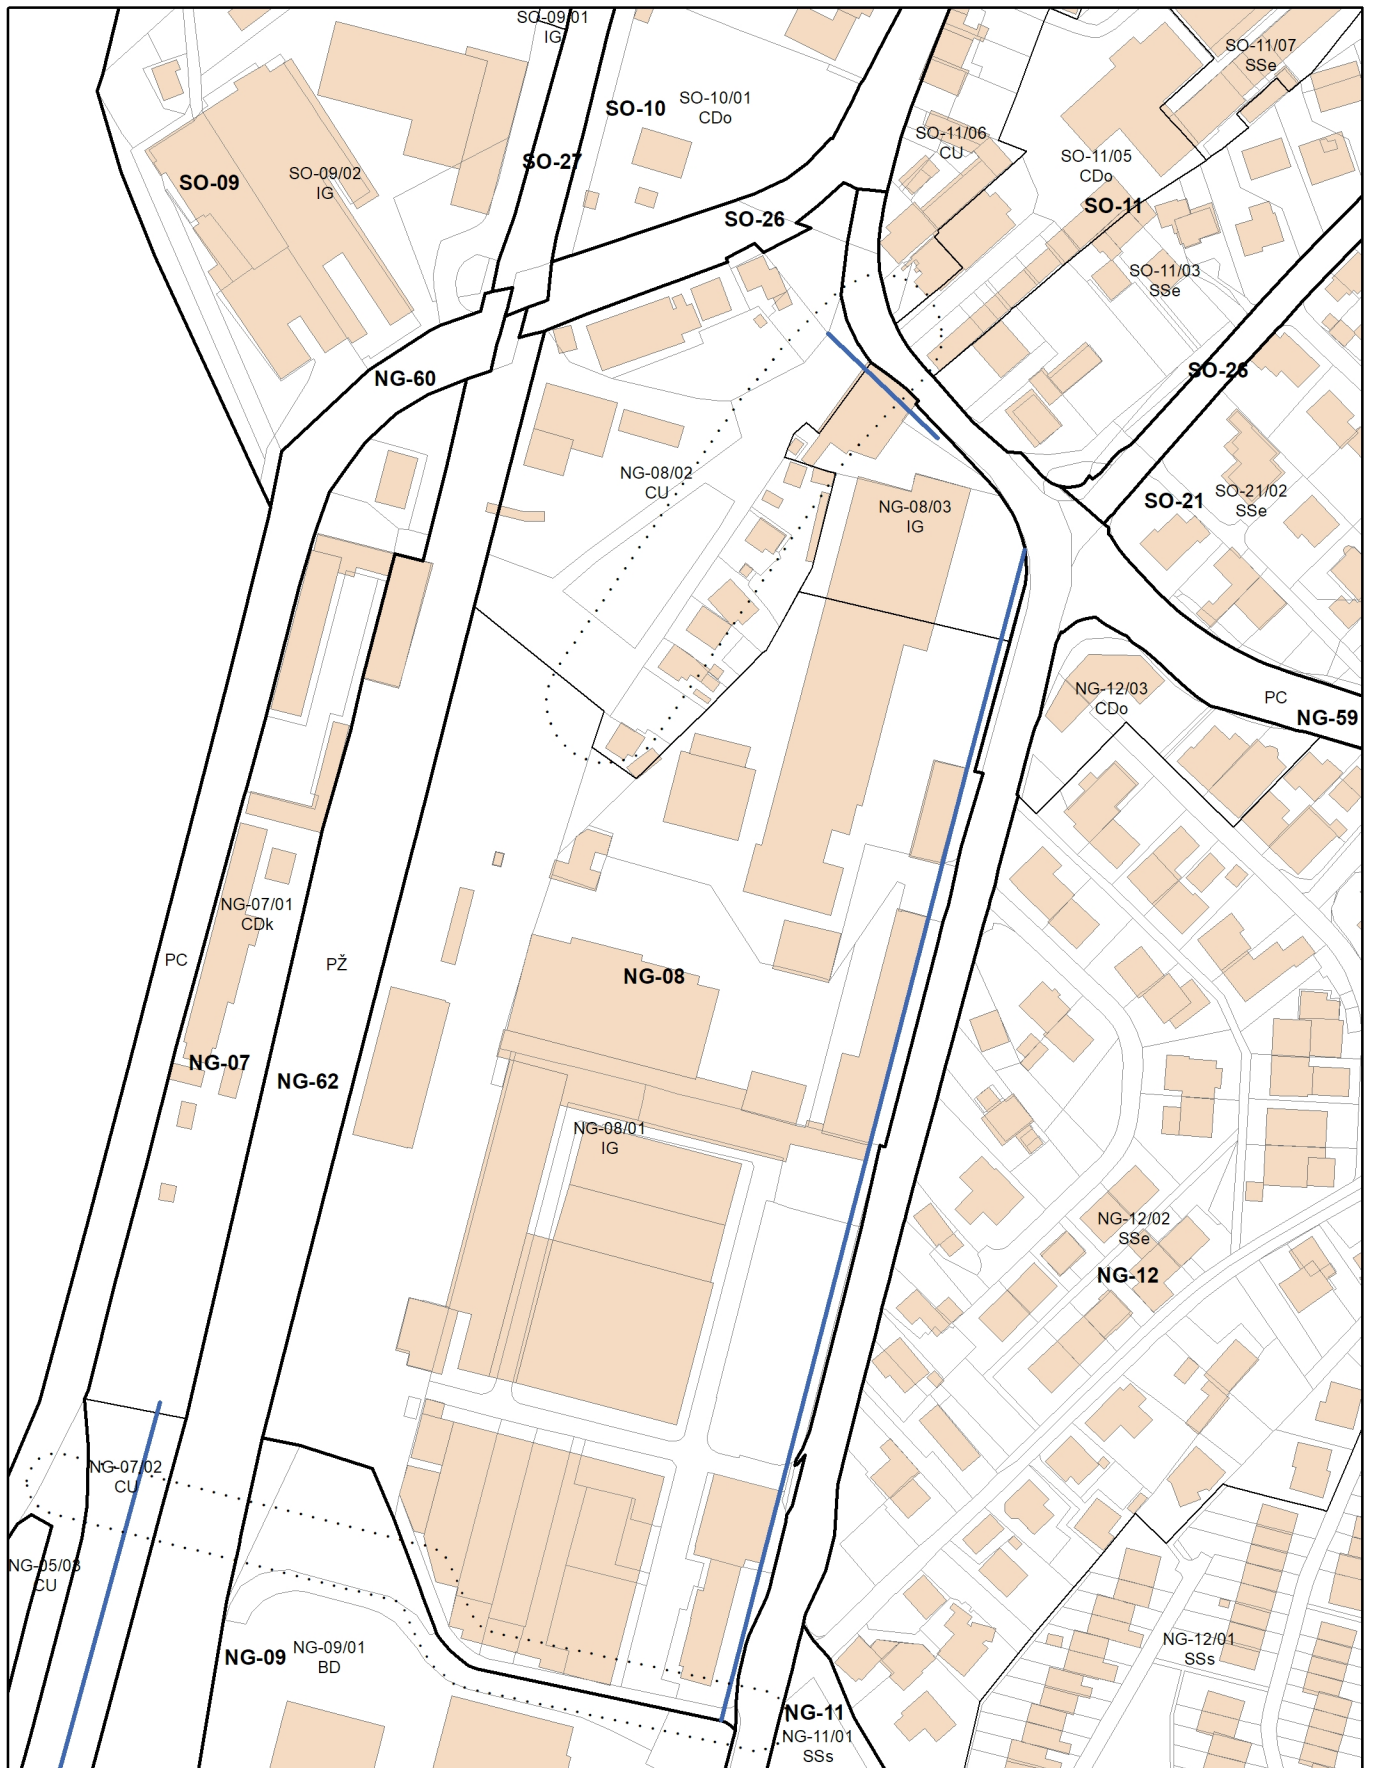 SO-09/01
IG
SO-11/07
SSe
SO-10
SO-10/01
CDo
SO-11/06
CU
SO-27
SO-11/05
CDo
SO-09
SO-09/02
IG
SO-11
SO-26
SO-11/03
SSe
SO-26
NG-60
NG-08/02
CU
SO-21
SO-21/02
SSe
NG-08/03
IG
NG-12/03
CDo
PC
NG-59
NG-07/01
CDk
PC
PŽ
NG-08
NG-07
NG-62
NG-08/01
IG
NG-12/02
SSe
NG-12
NG-07/02
CU
NG-05/03
CU
NG-09
NG-09/01
BD
NG-12/01
SSs
NG-11
NG-11/01
SSs